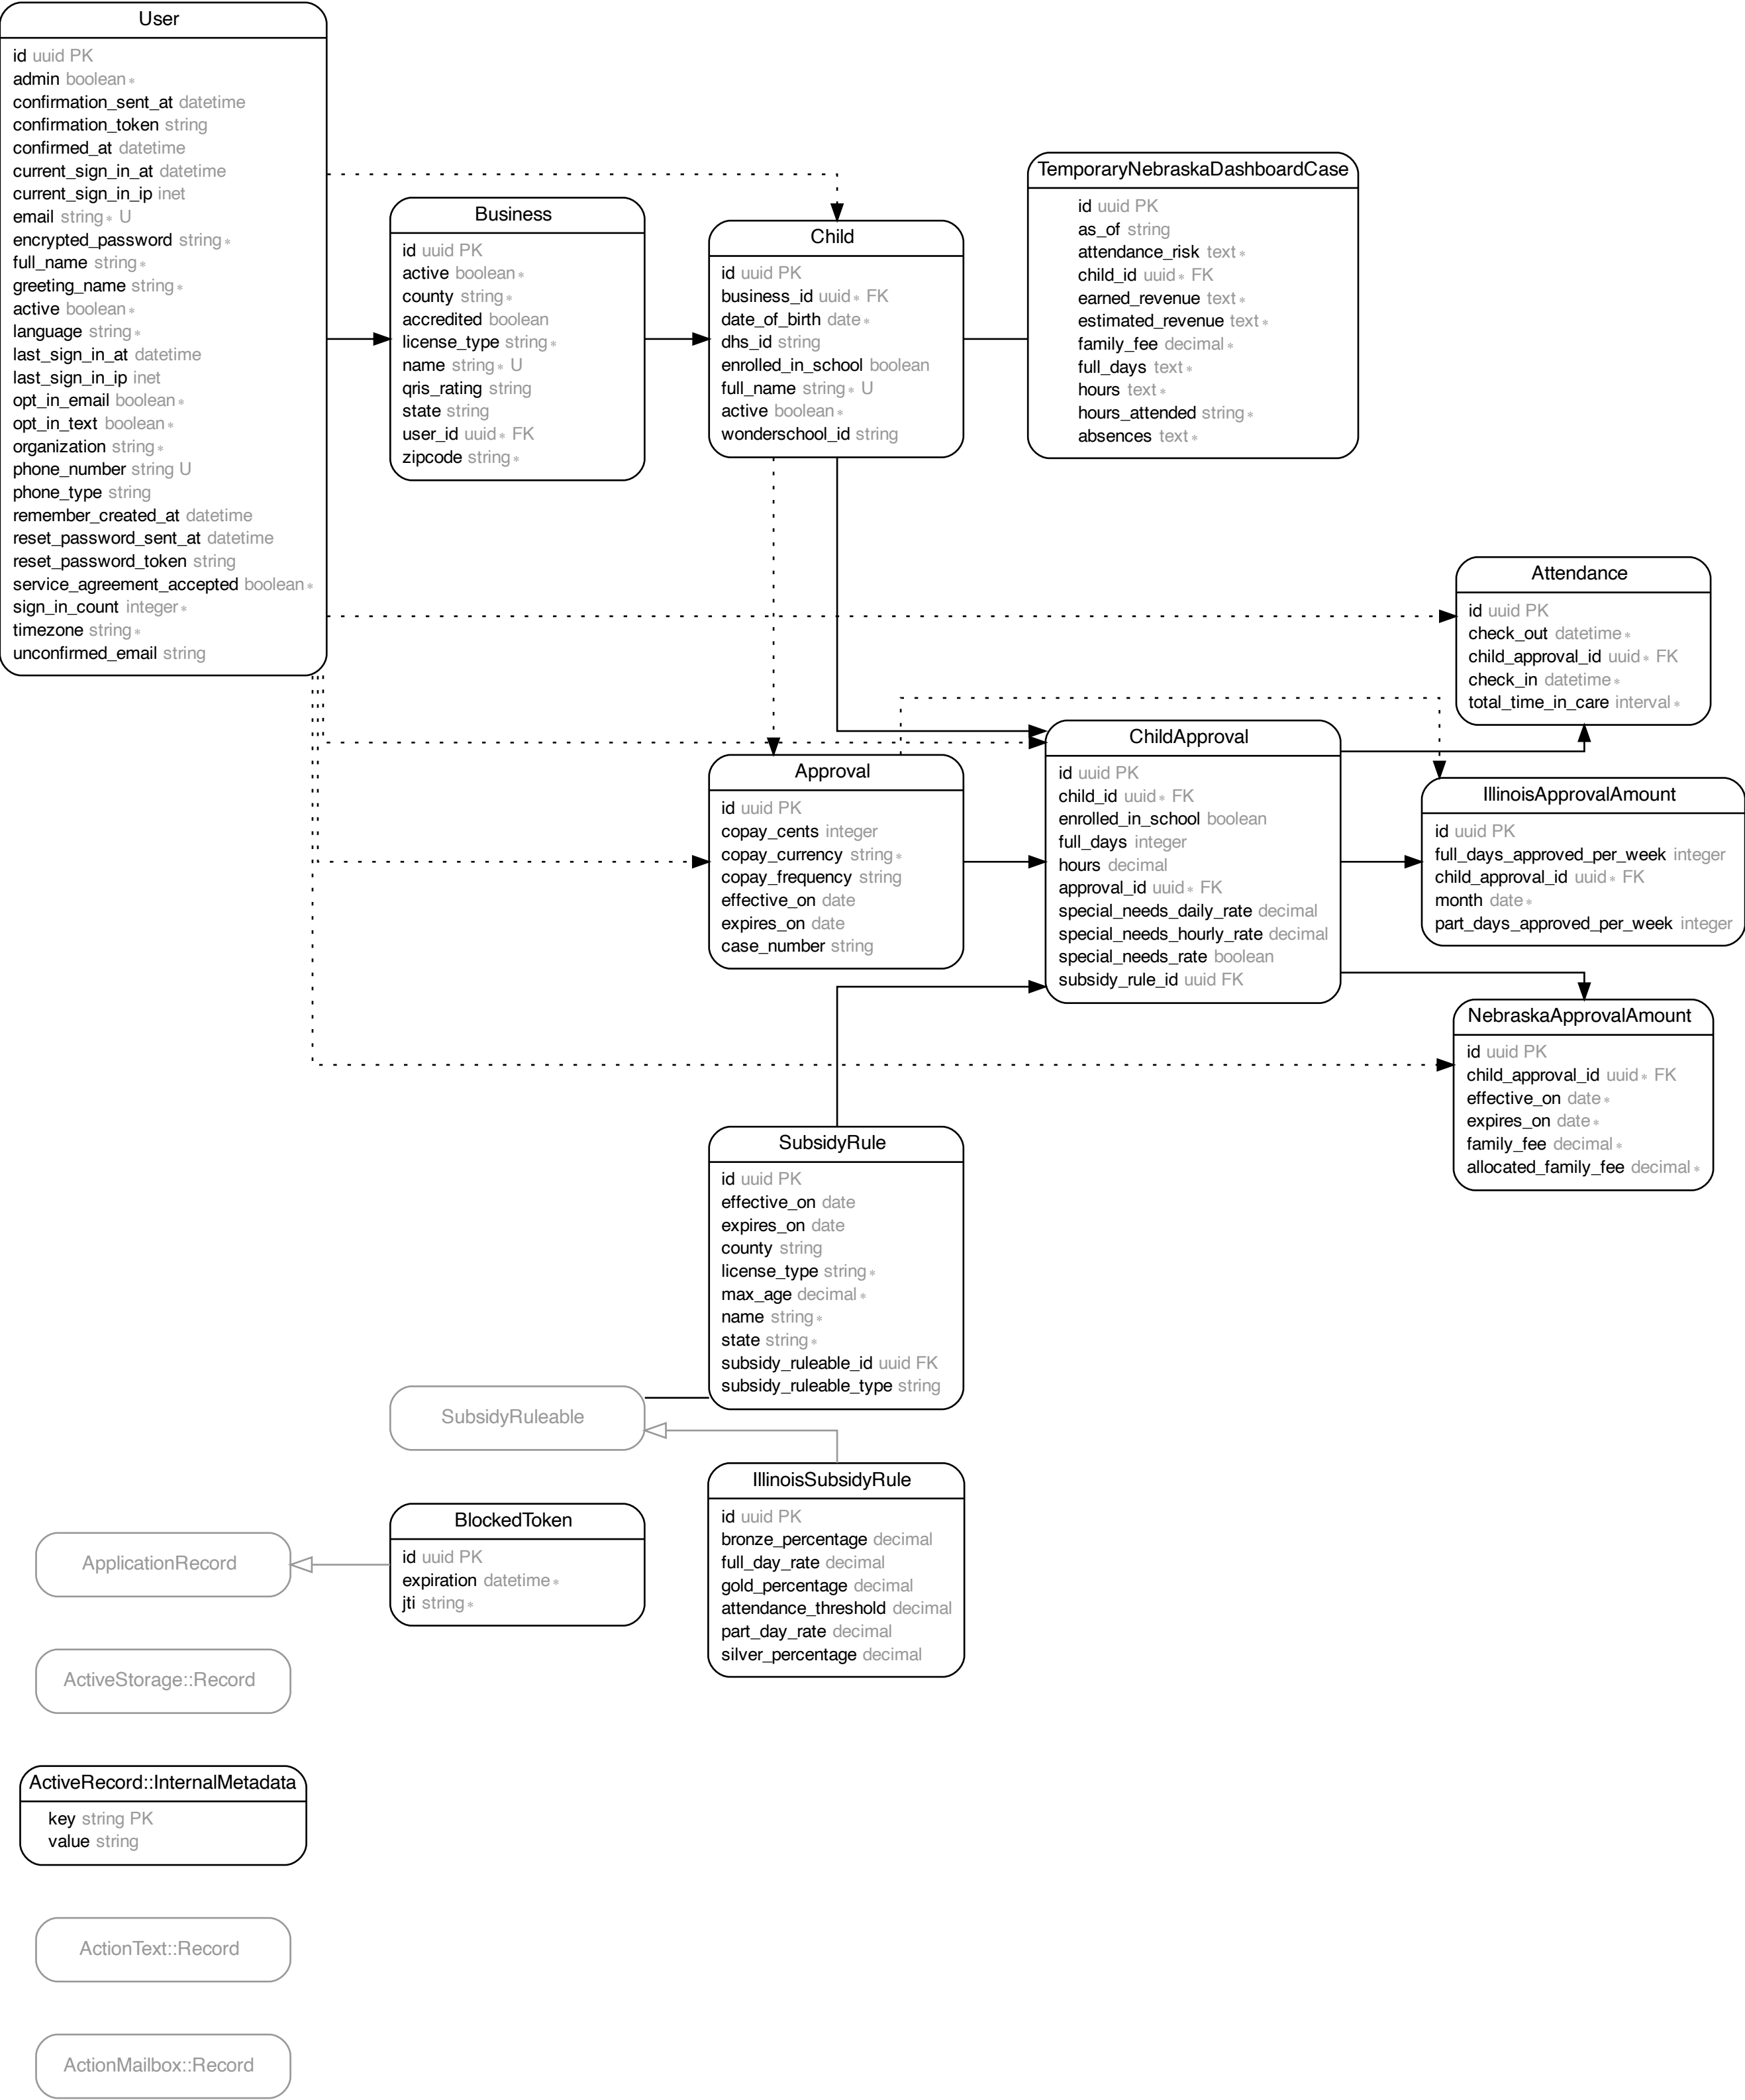 User
id uuid PK
admin boolean *
confirmation_sent_at datetime
confirmation_token string
confirmed_at datetime
current_sign_in_at datetime
current_sign_in_ip inet
email string * U
encrypted_password string *
full_name string *
greeting_name string *
active boolean *
language string *
last_sign_in_at datetime
last_sign_in_ip inet
opt_in_email boolean *
opt_in_text boolean *
organization string *
phone_number string U
phone_type string
remember_created_at datetime
reset_password_sent_at datetime
reset_password_token string
service_agreement_accepted boolean *
sign_in_count integer *
timezone string *
unconfirmed_email string
Business
id uuid PK
active boolean *
county string *
accredited boolean
license_type string *
name string * U
qris_rating string
state string
user_id uuid * FK
zipcode string *
Child
id uuid PK
business_id uuid * FK
date_of_birth date *
dhs_id string
enrolled_in_school boolean
full_name string * U
active boolean *
wonderschool_id string
TemporaryNebraskaDashboardCase
id uuid PK
as_of string
attendance_risk text *
child_id uuid * FK
earned_revenue text *
estimated_revenue text *
family_fee decimal *
full_days text *
hours text *
hours_attended string *
absences text *
Attendance
id uuid PK
check_out datetime *
child_approval_id uuid * FK
check_in datetime *
total_time_in_care interval *
Approval
id uuid PK
copay_cents integer
copay_currency string *
copay_frequency string
effective_on date
expires_on date
case_number string
ChildApproval
id uuid PK
child_id uuid * FK
enrolled_in_school boolean
full_days integer
hours decimal
approval_id uuid * FK
special_needs_daily_rate decimal
special_needs_hourly_rate decimal
special_needs_rate boolean
subsidy_rule_id uuid FK
IllinoisApprovalAmount
id uuid PK
full_days_approved_per_week integer
child_approval_id uuid * FK
month date *
part_days_approved_per_week integer
NebraskaApprovalAmount
id uuid PK
child_approval_id uuid * FK
effective_on date *
expires_on date *
family_fee decimal *
allocated_family_fee decimal *
SubsidyRule
id uuid PK
effective_on date
expires_on date
county string
license_type string *
max_age decimal *
name string *
state string *
subsidy_ruleable_id uuid FK
subsidy_ruleable_type string
SubsidyRuleable
IllinoisSubsidyRule
id uuid PK
bronze_percentage decimal
full_day_rate decimal
gold_percentage decimal
attendance_threshold decimal
part_day_rate decimal
silver_percentage decimal
BlockedToken
id uuid PK
expiration datetime *
jti string *
ApplicationRecord
ActiveStorage::Record
ActiveRecord::InternalMetadata
key string PK
value string
ActionText::Record
ActionMailbox::Record